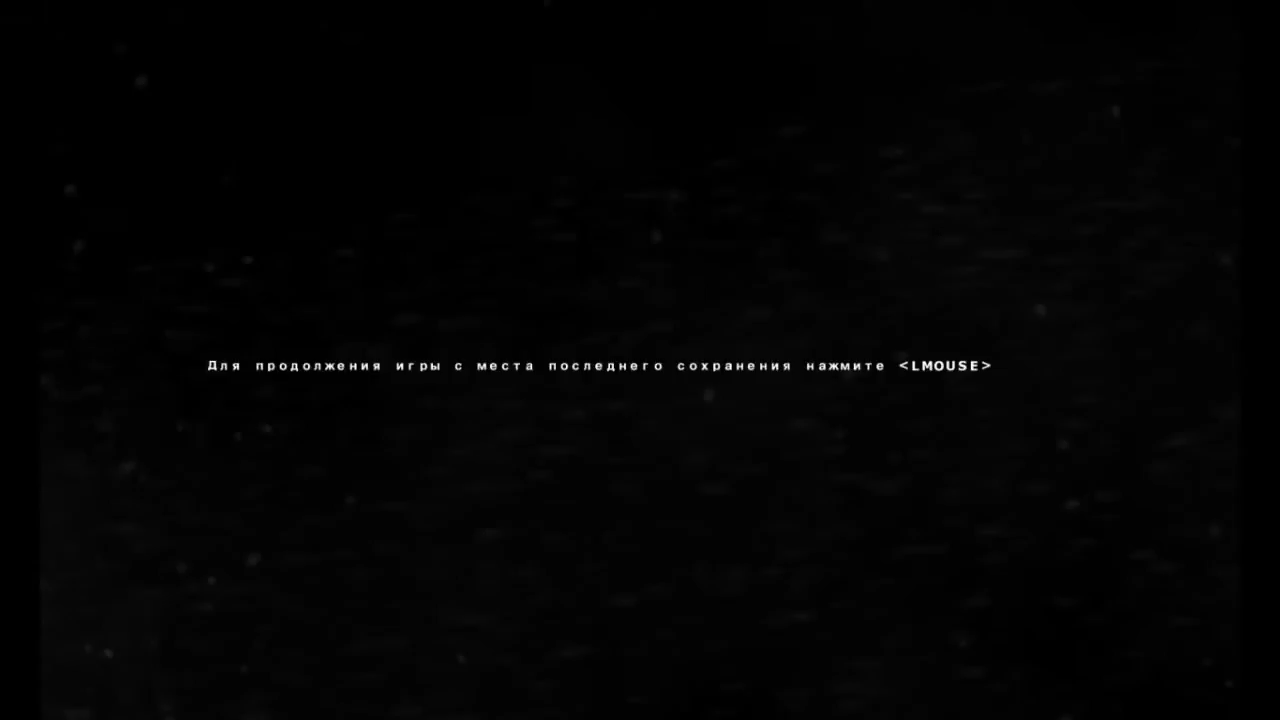 Для продолжения игры с места последнего сохранения нажмите <LMOUSE>